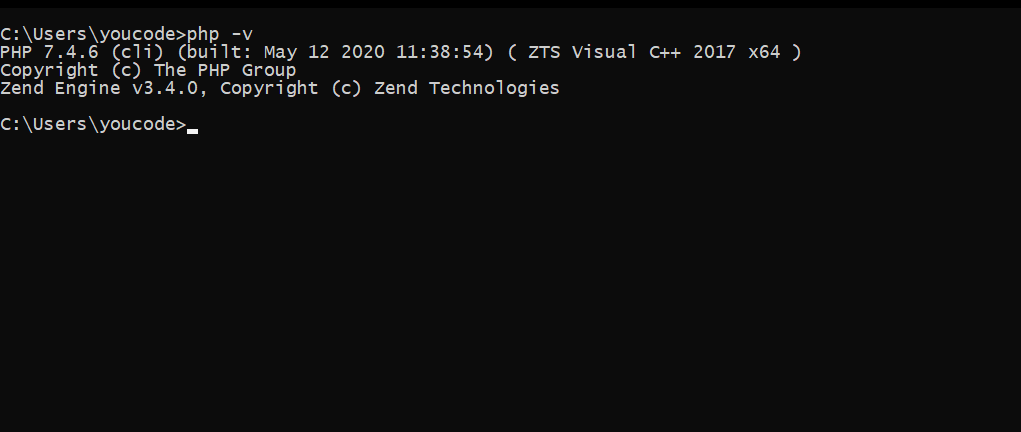 C:\Users\youcode>php -v
PHP 7.4.6 (cli) (built: May 12 2020 11:38:54) ( ZTS Visual C++ 2017 x64 )
Copyright (c) The PHP Group
Zend Engine v3.4.0, Copyright (c) Zend Technologies
C:\Users\youcode>